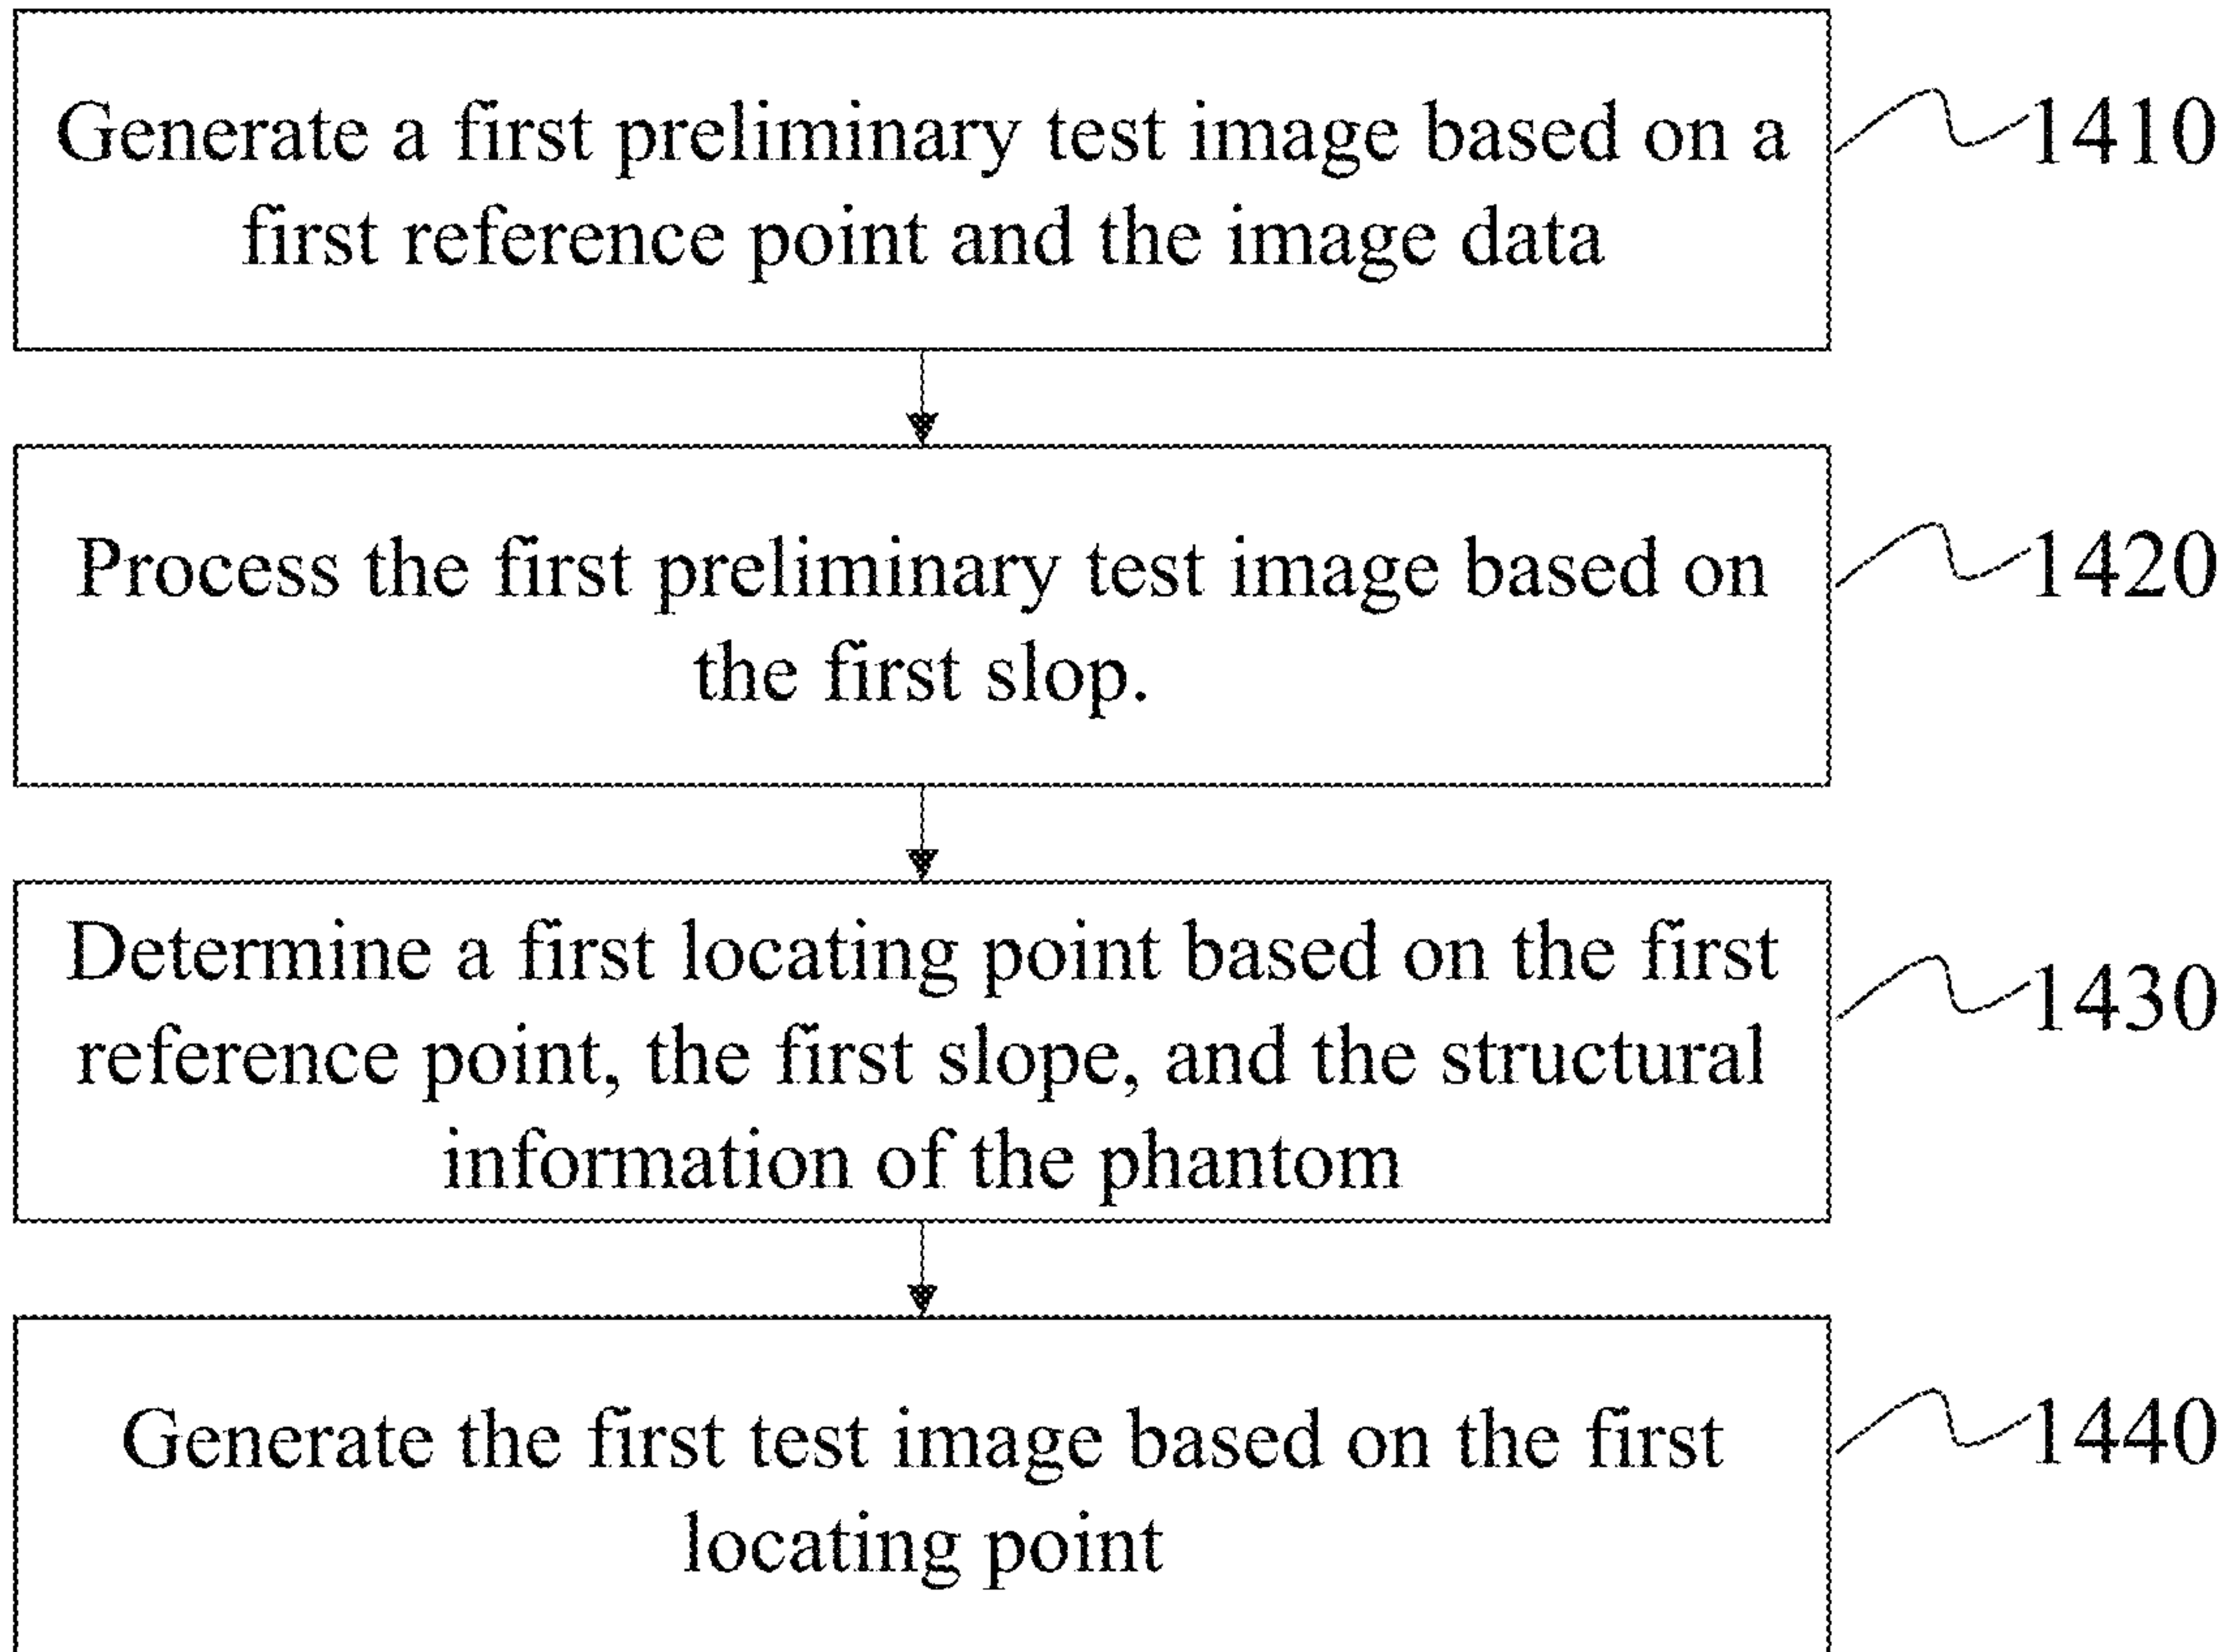 Generate a first preliminary test image based on a
first reference point and the image data
1410
Process the first preliminary test image based on
the first slop.
1420
Determine a first locating point based on the first
reference point, the first slope, and the structural
information of the phantom
1430
Generate the first test image based on the first
locating point
1440